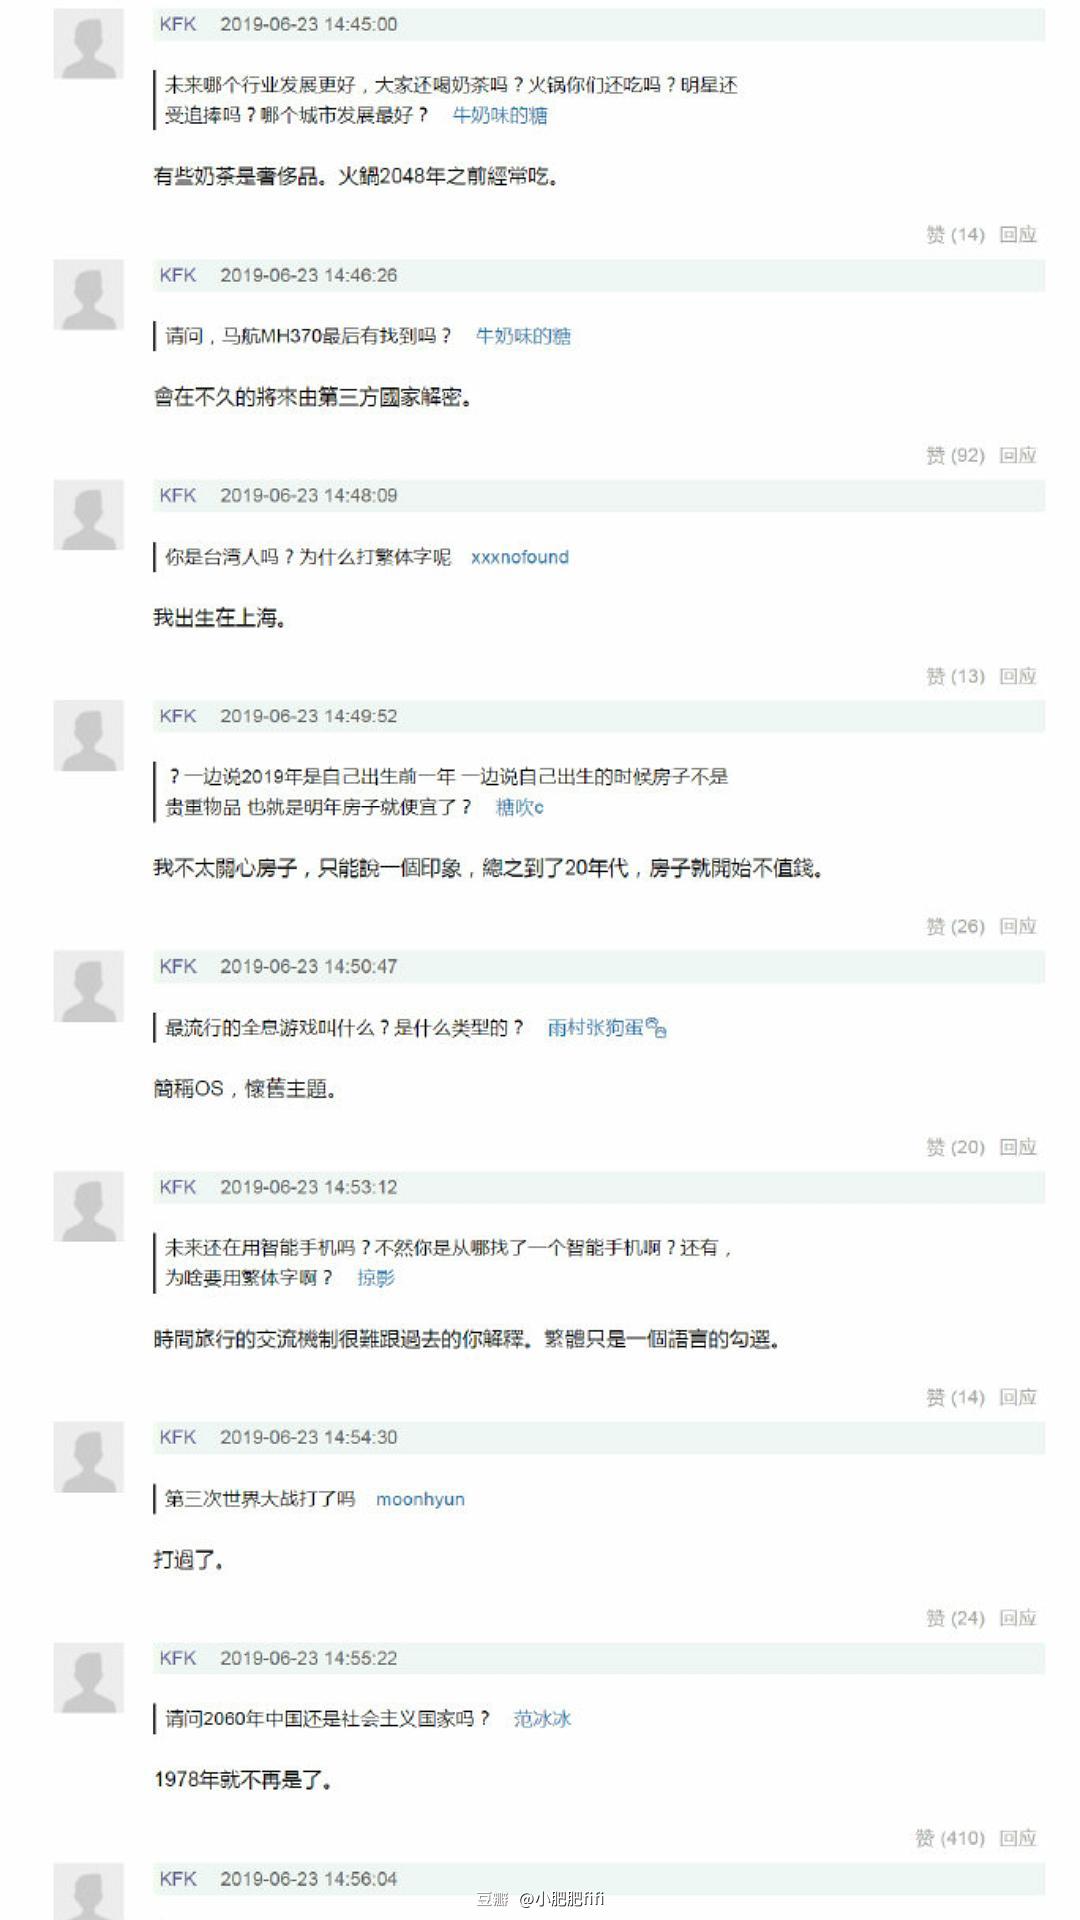 KFK 2019-06-23 14:45:00
未来哪个行业发展更好，大家还喝奶茶吗？火锅你们还吃吗？明星还
受追捧吗？哪个城市发展最好？ 牛奶味的糖
有些奶茶是奢侈品。火鍋2048年之前經常吃。
赞 (14) 回应
KFK 2019-06-23 14:46:26
请问，马航MH370最后有找到吗？ 牛奶味的糖
會在不久的將來由第三方國家解密。
赞 (92) 回应
KFK 2019-06-23 14:48:09
你是台湾人吗？为什么打繁体字呢 xxxnofound
我出生在上海。
赞 (13) 回应
KFK 2019-06-23 14:49:52
？一边说2019年是自己出生前一年 一边说自己出生的时候房子不是
贵重物品 也就是明年房子就便宜了？ 糖吹c
我不太關心房子，只能說一個印象，總之到了20年代，房子就開始不值錢。
赞 (26) 回应
KFK 2019-06-23 14:50:47
最流行的全息游戏叫什么？是什么类型的？ 雨村张狗蛋
簡稱OS，懷舊主題。
赞 (20) 回应
KFK 2019-06-23 14:53:12
未来还在用智能手机吗？不然你是从哪找了一个智能手机啊？还有，
为啥要用繁体字啊？ 掠影
時間旅行的交流機制很難跟過去的你解釋。繁體只是一個語言的勾選。
赞 (14) 回应
KFK 2019-06-23 14:54:30
第三次世界大战打了吗 moonhyun
打過了。
赞 (24) 回应
KFK 2019-06-23 14:55:22
请问2060年中国还是社会主义国家吗？ 范冰冰
1978年就不再是了。
赞 (410) 回应
KFK 2019-06-23 14:56:04
豆瓣 @小肥肥fifi